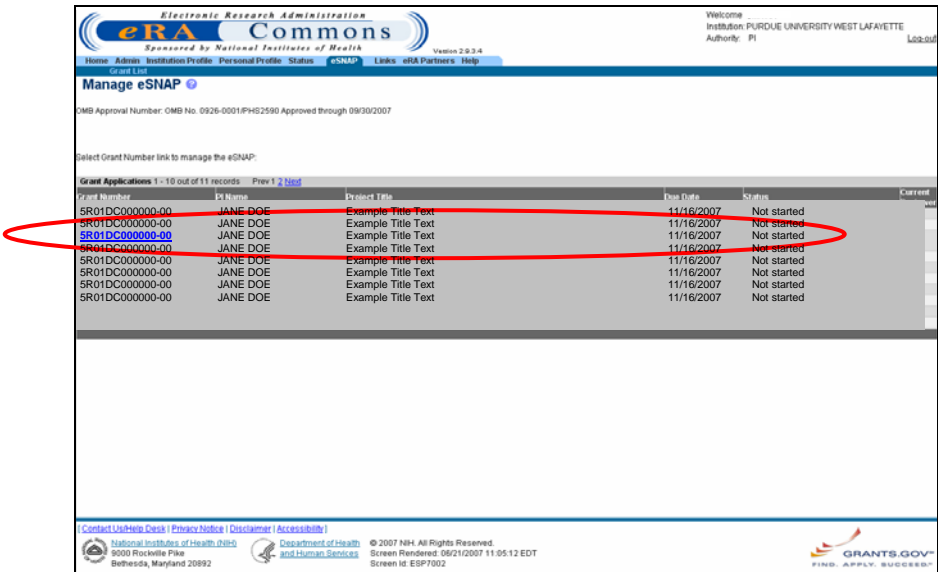 Electronic Research Administration
eRA Commons
Sponsored by National Institutes of Health
Version 2.9.3.4
Welcome
Institution: PURDUE UNIVERSITY WEST LAFAYETTE
Authority: PI
Log-out
Home Admin Institution Profile Personal Profile Status eSNAP Links eRA Partners Help
Grant List
Manage eSNAP ?
OMB Approval Number: OMB No. 0926-0001/PHS2590 Approved through 09/30/2007
Select Grant Number link to manage the eSNAP:
Grant Applications 1 - 10 out of 11 records Prev 1 2 Next
Grant Number PI Name Project Title Due Date Status Current
5R01DC000000-00 JANE DOE Example Title Text 11/16/2007 Not started
5R01DC000000-00 JANE DOE Example Title Text 11/16/2007 Not started
5R01DC000000-00 JANE DOE Example Title Text 11/16/2007 Not started
5R01DC000000-00 JANE DOE Example Title Text 11/16/2007 Not started
5R01DC000000-00 JANE DOE Example Title Text 11/16/2007 Not started
5R01DC000000-00 JANE DOE Example Title Text 11/16/2007 Not started
5R01DC000000-00 JANE DOE Example Title Text 11/16/2007 Not started
5R01DC000000-00 JANE DOE Example Title Text 11/16/2007 Not started
[ Contact Us/Help Desk | Privacy Notice | Disclaimer | Accessibility ]
National Institutes of Health (NIH)
9000 Rockville Pike
Bethesda, Maryland 20892
Department of Health
and Human Services
© 2007 NIH. All Rights Reserved.
Screen Rendered: 06/21/2007 11:05:12 EDT
Screen Id: ESP7002
GRANTS.GOV℠
FIND. APPLY. SUCCEED.℠